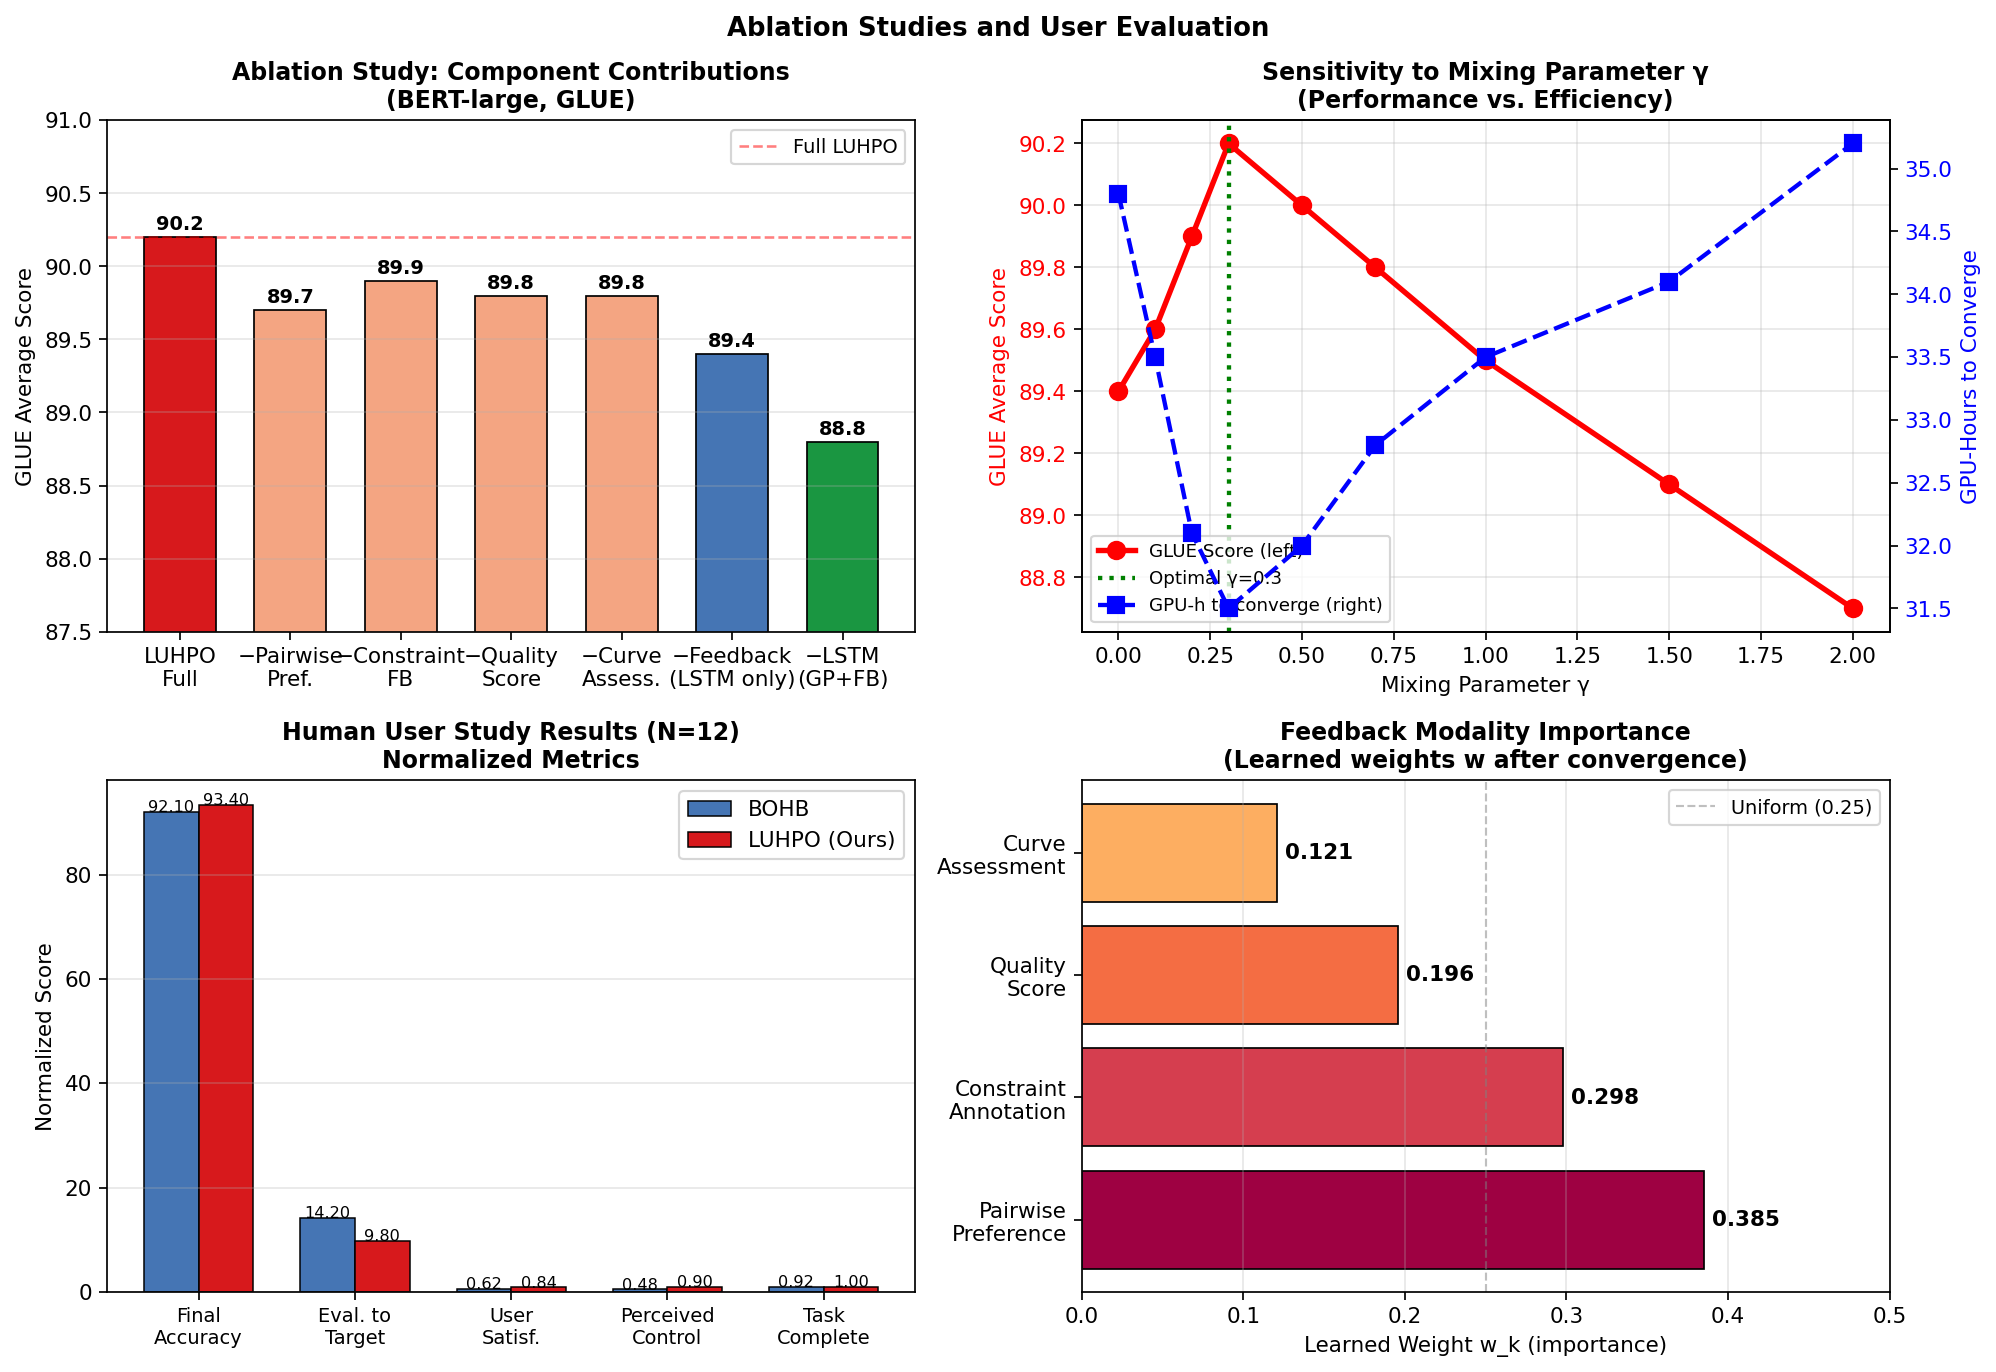 Ablation Studies and User Evaluation
Ablation Study: Component Contributions
(BERT-large, GLUE)
GLUE Average Score
91.0
90.5
90.0
89.5
89.0
88.5
88.0
87.5
Full LUHPO
90.2
89.7
89.9
89.8
89.8
89.4
88.8
LUHPO
Full
−Pairwise
Pref.
−Constraint
FB
−Quality
Score
−Curve
Assess.
−Feedback
(LSTM only)
−LSTM
(GP+FB)
Sensitivity to Mixing Parameter γ
(Performance vs. Efficiency)
GLUE Average Score
90.2
90.0
89.8
89.6
89.4
89.2
89.0
88.8
GLUE Score (left)
Optimal γ=0.3
GPU-h to converge (right)
35.0
34.5
34.0
33.5
33.0
32.5
32.0
31.5
GPU-Hours to Converge
0.00 0.25 0.50 0.75 1.00 1.25 1.50 1.75 2.00
Mixing Parameter γ
Human User Study Results (N=12)
Normalized Metrics
Normalized Score
80
60
40
20
0
BOHB
LUHPO (Ours)
92.10 93.40
14.20 9.80
0.62 0.84
0.48 0.90
0.92 1.00
Final
Accuracy
Eval. to
Target
User
Satisf.
Perceived
Control
Task
Complete
Feedback Modality Importance
(Learned weights w after convergence)
Uniform (0.25)
Curve
Assessment
0.121
Quality
Score
0.196
Constraint
Annotation
0.298
Pairwise
Preference
0.385
0.0 0.1 0.2 0.3 0.4 0.5
Learned Weight w_k (importance)